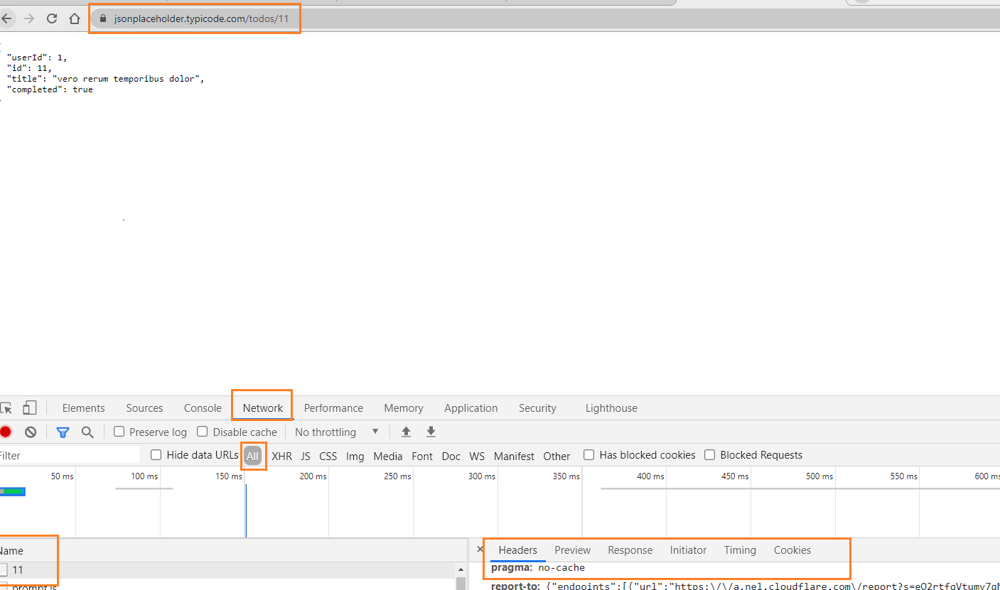 jsonplaceholder.typicode.com/todos/11
"userId": 1,
"id": 11,
"title": "vero rerum temporibus dolor",
"completed": true
Elements Sources Console Network Performance Memory Application Security Lighthouse
Preserve log Disable cache No throttling
Filter Hide data URLs All XHR JS CSS Img Media Font Doc WS Manifest Other Has blocked cookies Blocked Requests
50 ms 100 ms 150 ms 200 ms 250 ms 300 ms 350 ms 400 ms 450 ms 500 ms 550 ms 600 ms
Name Headers Preview Response Initiator Timing Cookies
11 pragma: no-cache
prompt.js report-to: {"endpoints":[{"url":"https:\/\/a.nel.cloudflare.com\/report?